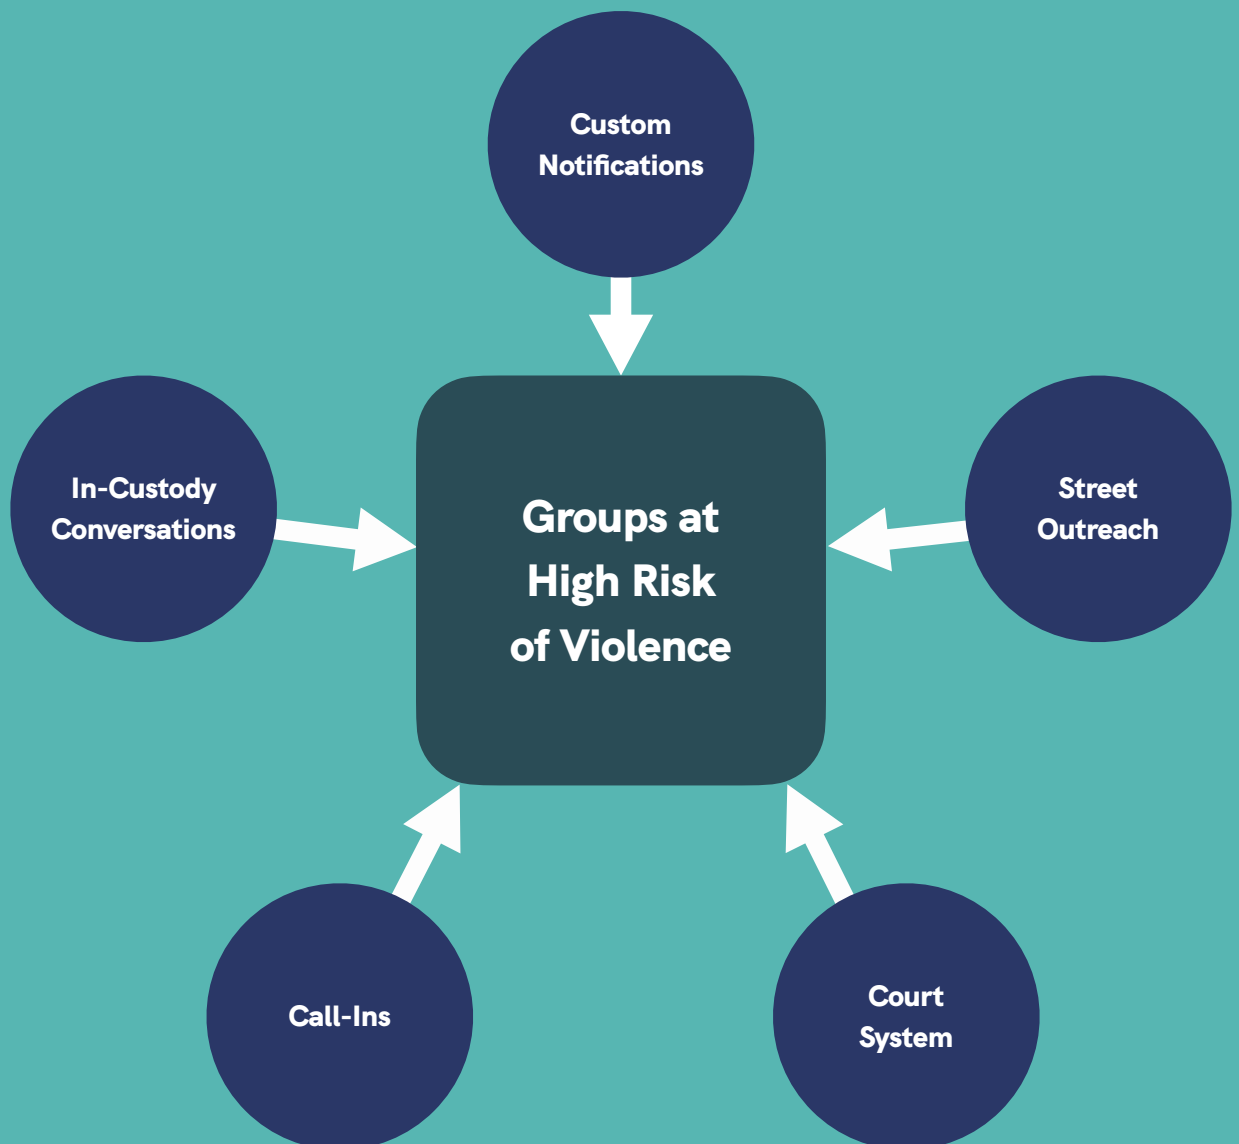 Custom
Notifications
In-Custody
Conversations
Groups at
High Risk
of Violence
Street
Outreach
Call-Ins
Court
System